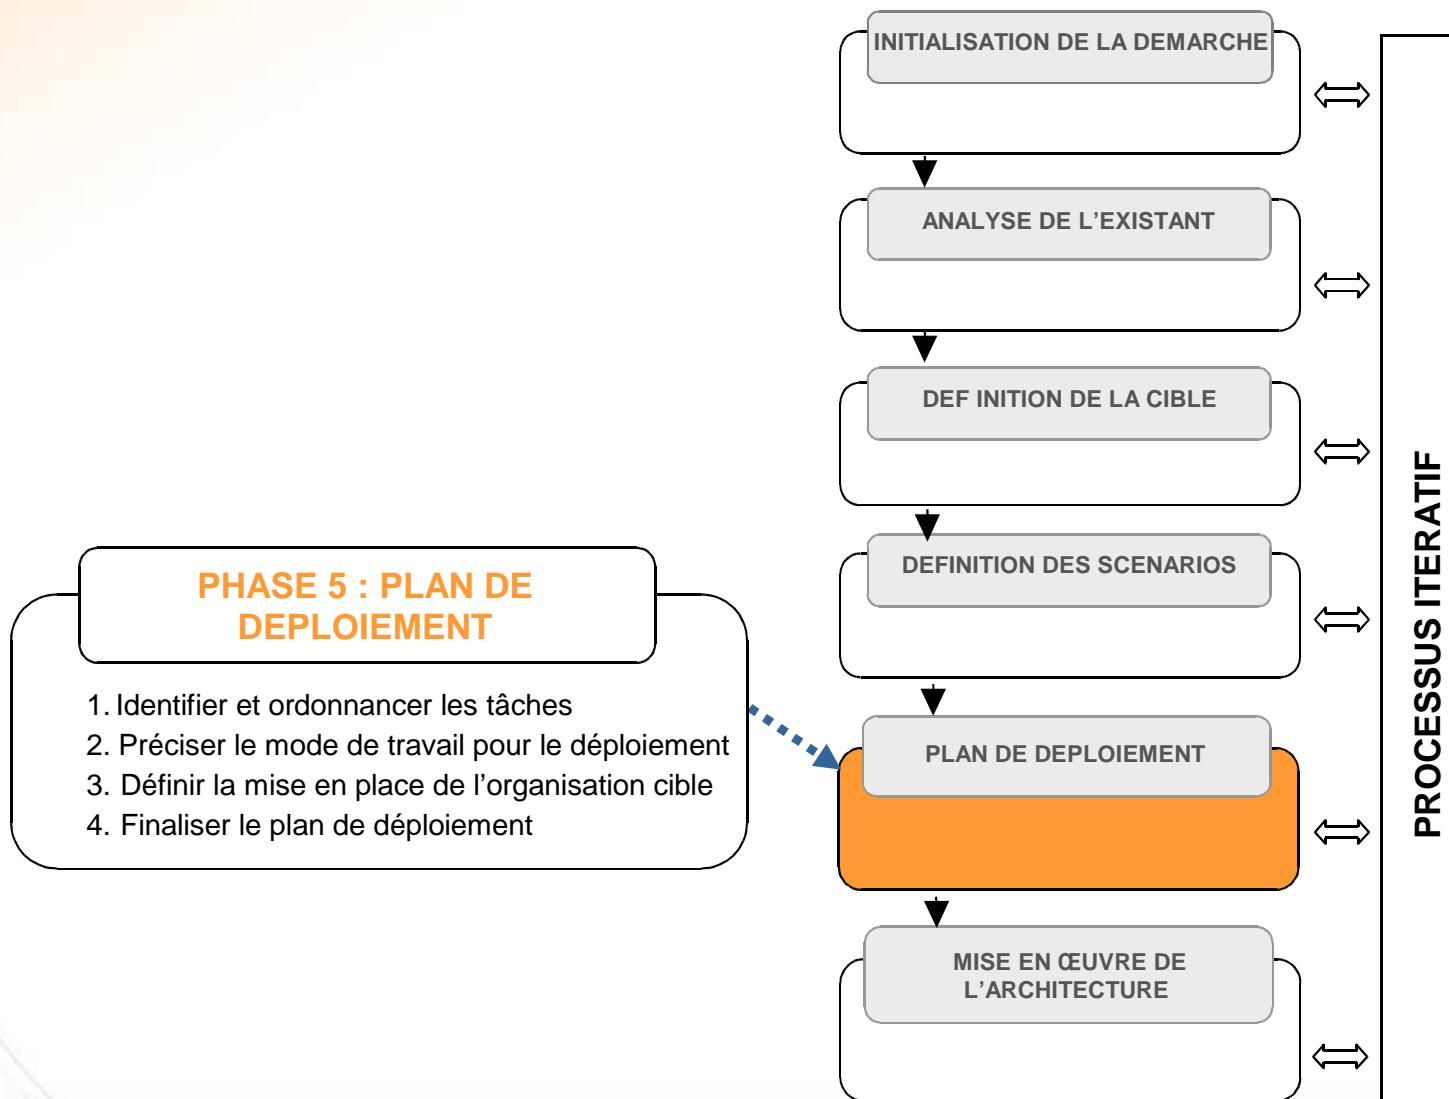 INITIALISATION DE LA DEMARCHE
ANALYSE DE L’EXISTANT
DEF INITION DE LA CIBLE
DEFINITION DES SCENARIOS
PHASE 5 : PLAN DE
DEPLOIEMENT
1. Identifier et ordonnancer les tâches
2. Préciser le mode de travail pour le déploiement
3. Définir la mise en place de l’organisation cible
4. Finaliser le plan de déploiement
PLAN DE DEPLOIEMENT
MISE EN ŒUVRE DE
L’ARCHITECTURE
PROCESSUS ITERATIF